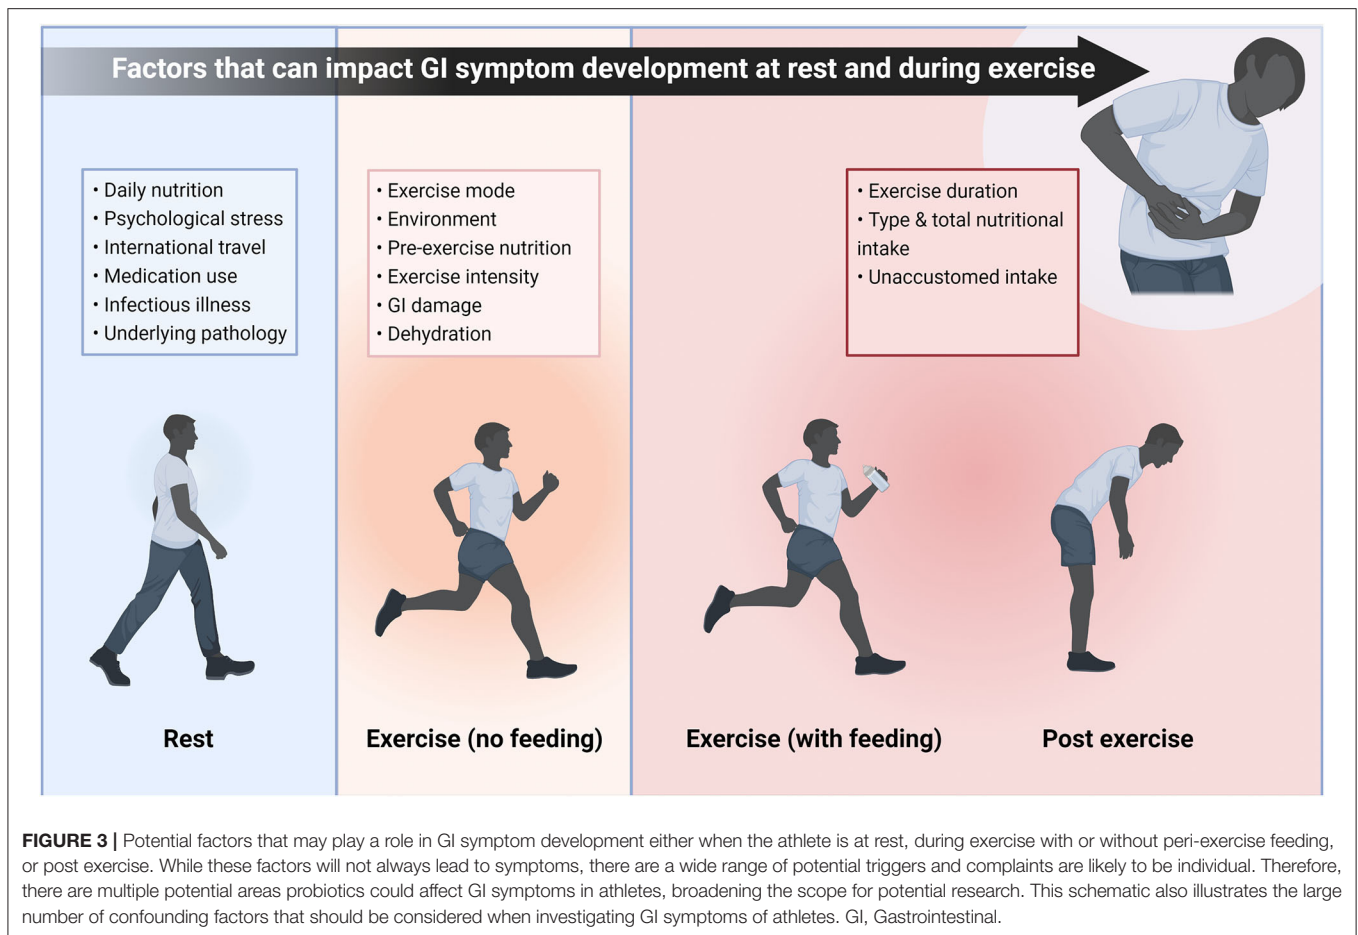 Factors that can impact GI symptom development at rest and during exercise
• Daily nutrition
• Psychological stress
• International travel
• Medication use
• Infectious illness
• Underlying pathology
• Exercise mode
• Environment
• Pre-exercise nutrition
• Exercise intensity
• GI damage
• Dehydration
• Exercise duration
• Type & total nutritional
intake
• Unaccustomed intake
Rest
Exercise (no feeding)
Exercise (with feeding)
Post exercise
FIGURE 3 | Potential factors that may play a role in GI symptom development either when the athlete is at rest, during exercise with or without peri-exercise feeding,
or post exercise. While these factors will not always lead to symptoms, there are a wide range of potential triggers and complaints are likely to be individual. Therefore,
there are multiple potential areas probiotics could affect GI symptoms in athletes, broadening the scope for potential research. This schematic also illustrates the large
number of confounding factors that should be considered when investigating GI symptoms of athletes. GI, Gastrointestinal.